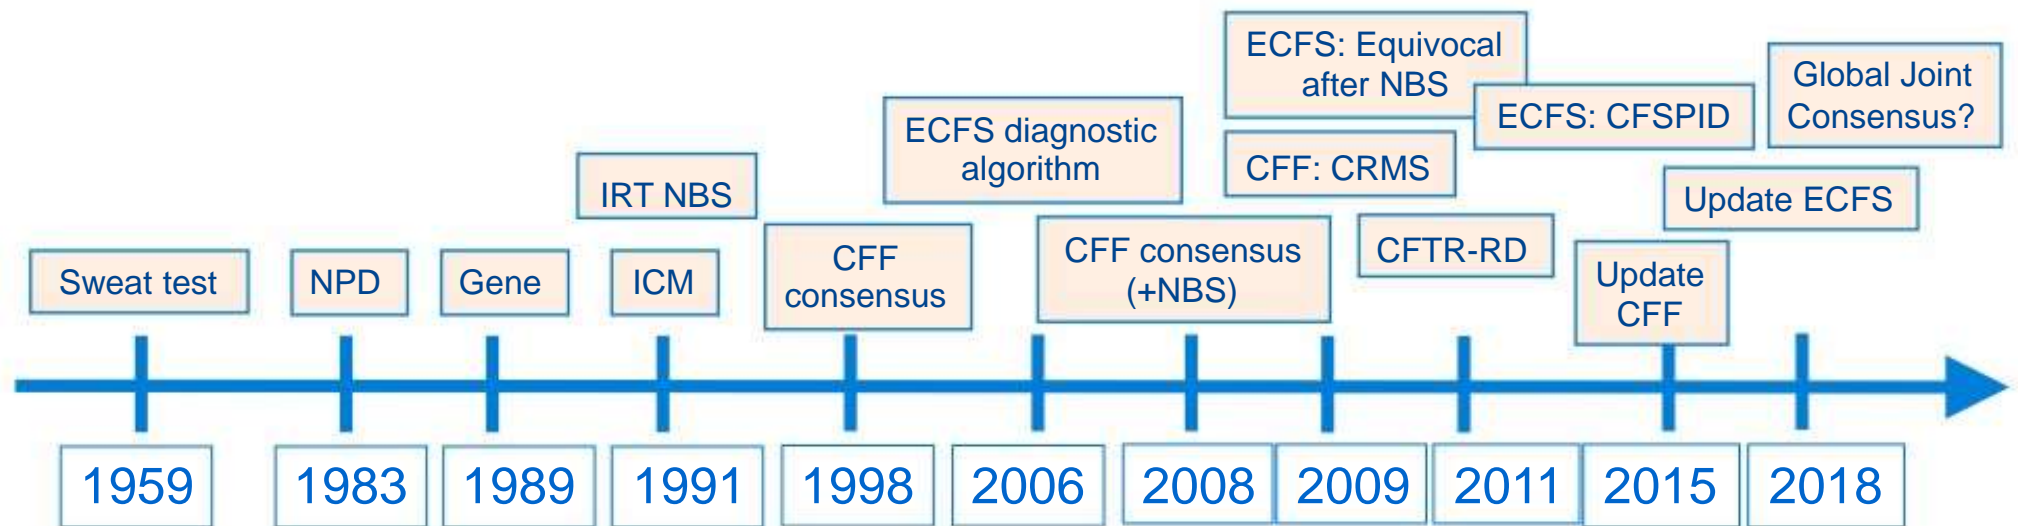 ECFS: Equivocal
after NBS
Global Joint
Consensus?
ECFS: CFSPID
ECFS diagnostic
algorithm
CFF: CRMS
IRT NBS
Update ECFS
CFF
consensus
CFF consensus
(+NBS)
CFTR-RD
Update
CFF
Sweat test
NPD
Gene
ICM
1959
1983
1989
1991
1998
2006
2008
2009
2011
2015
2018